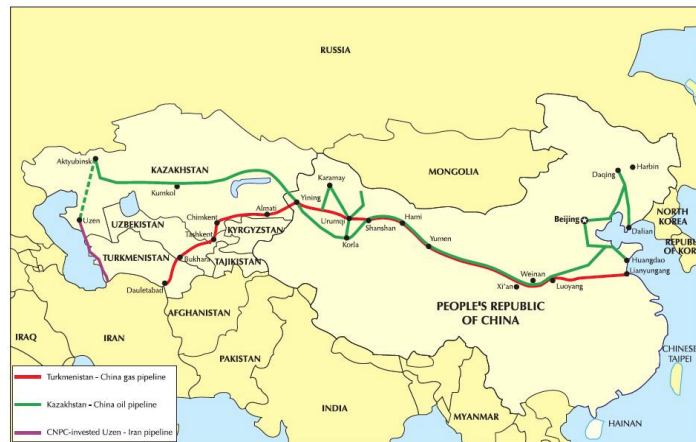 RUSSIA
Aktyubinsk
KAZAKHSTAN
Kumkol
MONGOLIA
Karamay
Daqing
Harbin
Uzen
UZBEKISTAN
Chimkent
Almati
Yining
Urumqi
Shanshan
Hami
Beijing
NORTH
KOREA
Tashkent
KYRGYZSTAN
Korla
Yumen
Dalian
REPUBLIC
OF KOREA
TURKMENISTAN
Bukhara
TAJIKISTAN
Huangdao
Dauletabad
Weinan
Lianyungang
Xi'an
Luoyang
AFGHANISTAN
PEOPLE'S REPUBLIC
OF CHINA
IRAQ
IRAN
PAKISTAN
CHINESE
TAIPEI
Turkmenistan - China gas pipeline
Kazakhstan - China oil pipeline
CNPC-invested Uzen - Iran pipeline
INDIA
MYANMAR
HAINAN